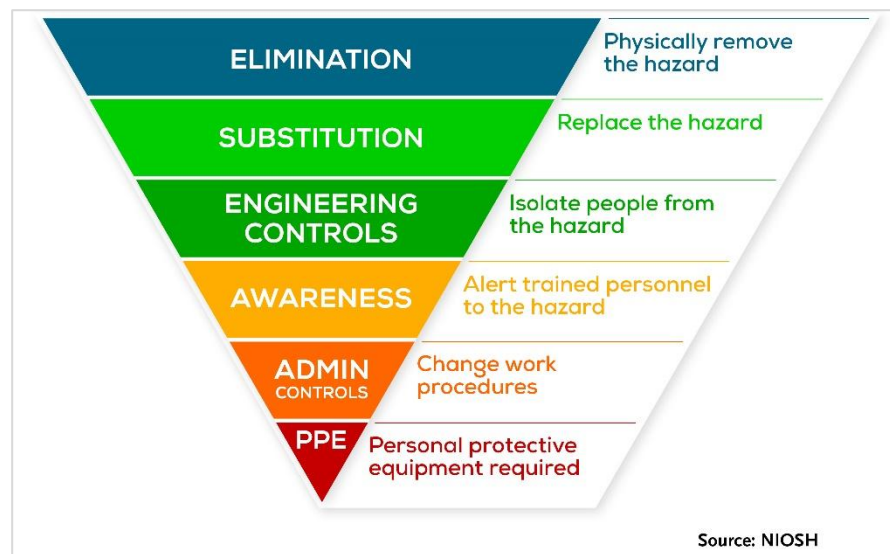 ELIMINATION
Physically remove
the hazard
SUBSTITUTION
Replace the hazard
ENGINEERING
CONTROLS
Isolate people from
the hazard
AWARENESS
Alert trained personnel
to the hazard
ADMIN
CONTROLS
Change work
procedures
PPE
Personal protective
equipment required
Source: NIOSH